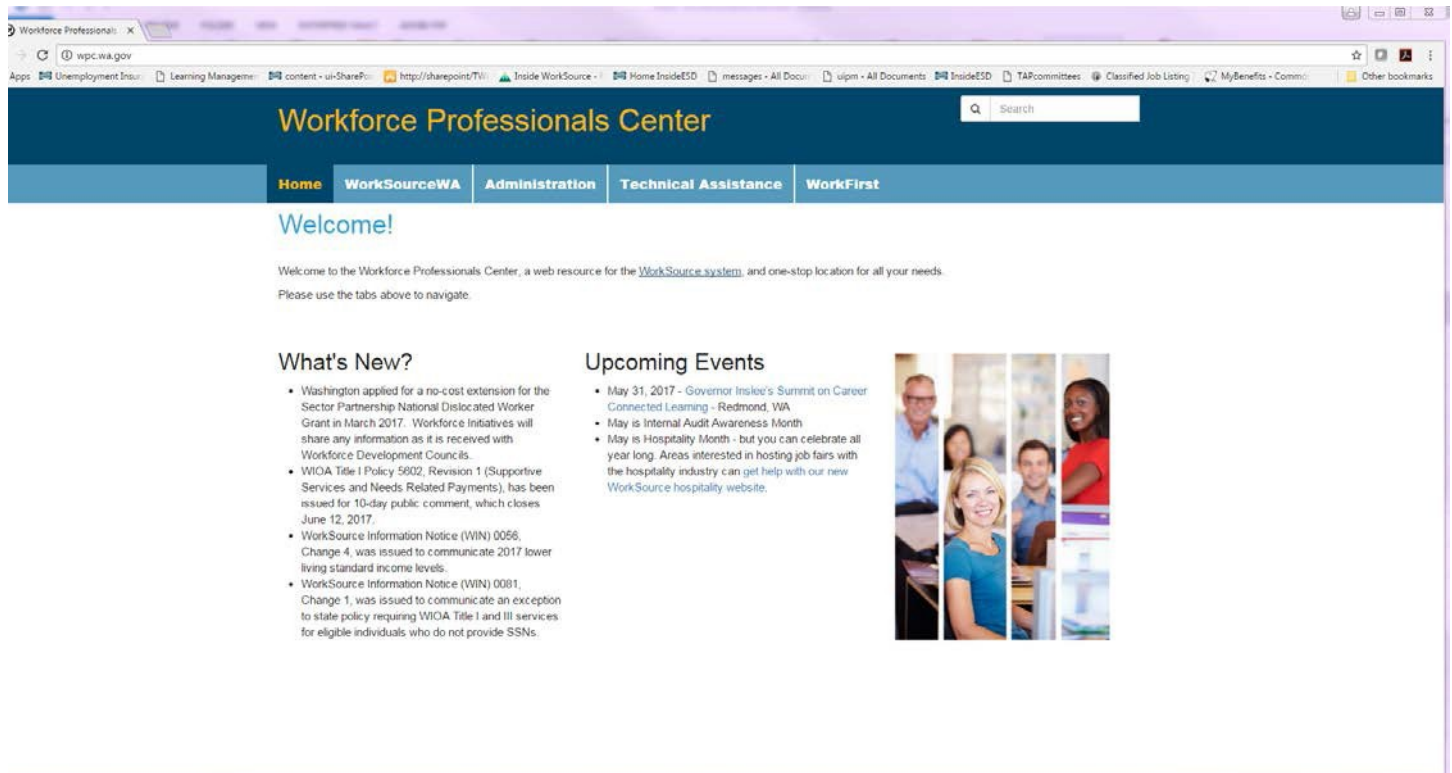 Workforce Professionals
wpc.wa.gov
Apps Unemployment Insur Learning Managemen content - ui-SharePoi http://sharepoint/TW Inside WorkSource - Home InsideESD messages - All Docum uipm - All Documents InsideESD TAPcommittees Classified Job Listing MyBenefits - Commo Other bookmarks
Workforce Professionals Center
Search
Home WorkSourceWA Administration Technical Assistance WorkFirst
Welcome!
Welcome to the Workforce Professionals Center, a web resource for the WorkSource system, and one-stop location for all your needs.
Please use the tabs above to navigate.
What's New?
• Washington applied for a no-cost extension for the
Sector Partnership National Dislocated Worker
Grant in March 2017. Workforce Initiatives will
share any information as it is received with
Workforce Development Councils.
• WIOA Title I Policy 5602, Revision 1 (Supportive
Services and Needs Related Payments), has been
issued for 10-day public comment, which closes
June 12, 2017.
• WorkSource Information Notice (WIN) 0056,
Change 4, was issued to communicate 2017 lower
living standard income levels.
• WorkSource Information Notice (WIN) 0081,
Change 1, was issued to communicate an exception
to state policy requiring WIOA Title I and III services
for eligible individuals who do not provide SSNs.
Upcoming Events
• May 31, 2017 - Governor Inslee's Summit on Career
Connected Learning - Redmond, WA
• May is Internal Audit Awareness Month
• May is Hospitality Month - but you can celebrate all
year long. Areas interested in hosting job fairs with
the hospitality industry can get help with our new
WorkSource hospitality website.